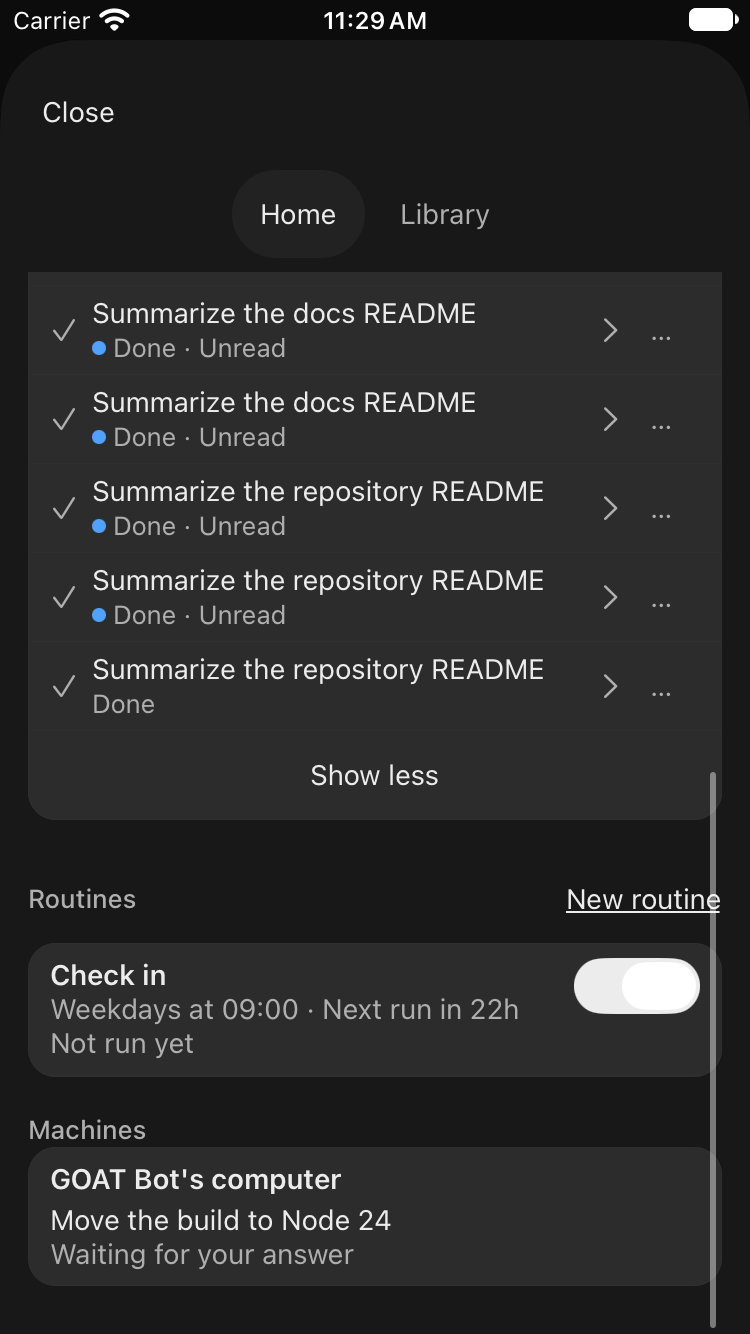 Carrier 11:29 AM
Close
Home Library
Summarize the docs README
Done · Unread
...
Summarize the docs README
Done · Unread
...
Summarize the repository README
Done · Unread
...
Summarize the repository README
Done · Unread
...
Summarize the repository README
Done
...
Show less
Routines New routine
Check in
Weekdays at 09:00 · Next run in 22h
Not run yet
Machines
GOAT Bot's computer
Move the build to Node 24
Waiting for your answer